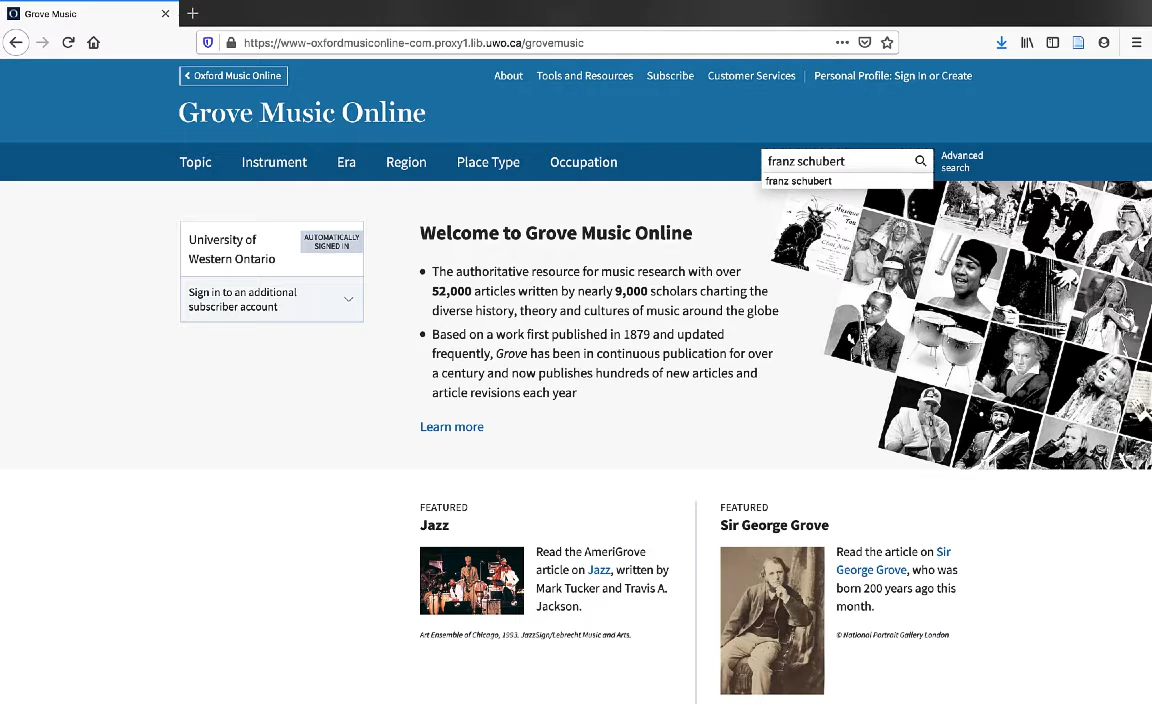 Grove Music
https://www-oxfordmusiconline-com.proxy1.lib.uwo.ca/grovemusic
Oxford Music Online
About Tools and Resources Subscribe Customer Services Personal Profile: Sign In or Create
Grove Music Online
Topic Instrument Era Region Place Type Occupation
franz schubert
Advanced
search
franz schubert
University of
Western Ontario
AUTOMATICALLY
SIGNED IN
Sign in to an additional
subscriber account
Welcome to Grove Music Online
• The authoritative resource for music research with over
52,000 articles written by nearly 9,000 scholars charting the
diverse history, theory and cultures of music around the globe
• Based on a work first published in 1879 and updated
frequently, Grove has been in continuous publication for over
a century and now publishes hundreds of new articles and
article revisions each year
Learn more
FEATURED
Jazz
Read the AmeriGrove
article on Jazz, written by
Mark Tucker and Travis A.
Jackson.
Art Ensemble of Chicago, 1993. JazzSign/Lebrecht Music and Arts.
FEATURED
Sir George Grove
Read the article on Sir
George Grove, who was
born 200 years ago this
month.
© National Portrait Gallery London